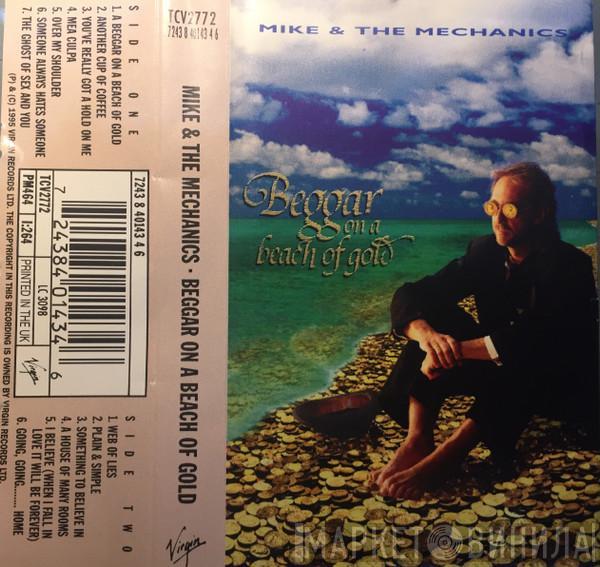 SIDE ONE
1. A BEGGAR ON A BEACH OF GOLD
2. ANOTHER CUP OF COFFEE
3. YOU'VE REALLY GOT A HOLD ON ME
4. MEA CULPA
5. OVER MY SHOULDER
6. SOMEONE ALWAYS HATES SOMEONE
7. THE GHOST OF SEX AND YOU
7243 8 40143 4 6
7 24384 01434 6
TCV2772
LC 3098
PM464
F:264
PRINTED IN THE UK
Virgin
SIDE TWO
1. WEB OF LIES
2. PLAIN & SIMPLE
3. SOMETHING TO BELIEVE IN
4. A HOUSE OF MANY ROOMS
5. I BELIEVE (WHEN I FALL IN
LOVE IT WILL BE FOREVER)
6. GOING, GOING......... HOME
(P) & (C) 1995 VIRGIN RECORDS LTD. THE COPYRIGHT IN THIS RECORDING IS OWNED BY VIRGIN RECORDS LTD.
TCV2772
7243 8 40143 4 6
MIKE & THE MECHANICS · BEGGAR ON A BEACH OF GOLD
Virgin
MIKE & THE MECHANICS
Beggar
on a
beach of gold
МАРКЕТ ВИНИЛА